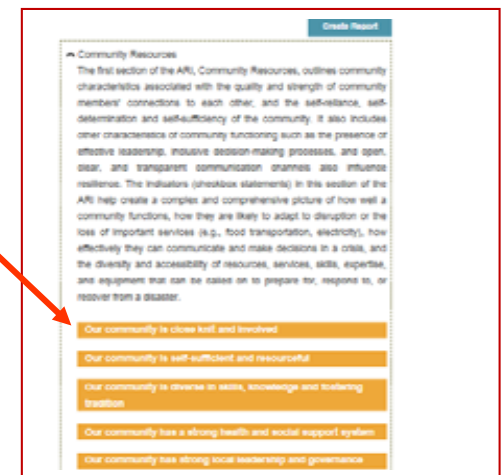 Create Report
Community Resources
The first section of the ARI, Community Resources, outlines community
characteristics associated with the quality and strength of community
members' connections to each other, and the self-reliance, self-
determination and self-sufficiency of the community. It also includes
other characteristics of community functioning such as the presence of
effective leadership, inclusive decision-making processes, and open,
clear, and transparent communication channels also influence
resilience. The indicators (checkbox statements) in this section of the
ARI help create a complex and comprehensive picture of how well a
community functions, how they are likely to adapt to disruption or the
loss of important services (e.g., food transportation, electricity), how
effectively they can communicate and make decisions in a crisis, and
the diversity and accessibility of resources, services, skills, expertise,
and equipment that can be called on to prepare for, respond to, or
recover from a disaster.
Our community is close knit and involved
Our community is self-sufficient and resourceful
Our community is diverse in skills, knowledge and fostering
tradition
Our community has a strong health and social support system
Our community has strong local leadership and governance